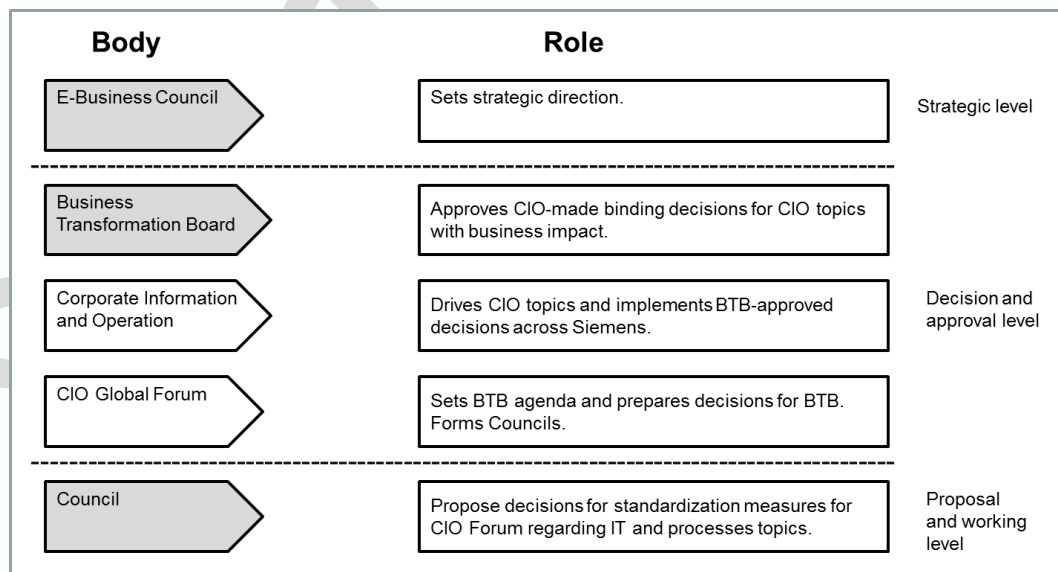 Body
Role
E-Business Council
Sets strategic direction.
Strategic level
Business
Transformation Board
Approves CIO-made binding decisions for CIO topics
with business impact.
Corporate Information
and Operation
Drives CIO topics and implements BTB-approved
decisions across Siemens.
Decision and
approval level
CIO Global Forum
Sets BTB agenda and prepares decisions for BTB.
Forms Councils.
Council
Propose decisions for standardization measures for
CIO Forum regarding IT and processes topics.
Proposal
and working
level